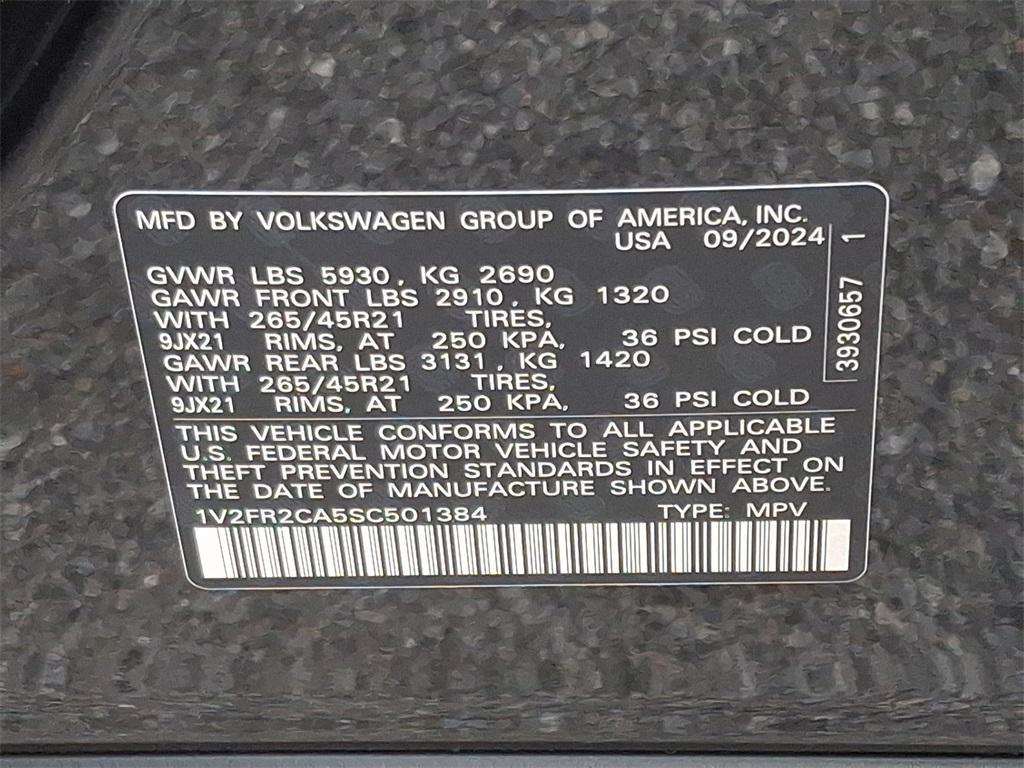 MFD BY VOLKSWAGEN GROUP OF AMERICA, INC.
USA 09/2024
GVWR LBS 5930, KG 2690
GAWR FRONT LBS 2910, KG 1320
WITH 265/45R21 TIRES,
9JX21 RIMS, AT 250 KPA, 36 PSI COLD
GAWR REAR LBS 3131, KG 1420
WITH 265/45R21 TIRES,
9JX21 RIMS, AT 250 KPA, 36 PSI COLD
3930657 1
THIS VEHICLE CONFORMS TO ALL APPLICABLE
U.S. FEDERAL MOTOR VEHICLE SAFETY AND
THEFT PREVENTION STANDARDS IN EFFECT ON
THE DATE OF MANUFACTURE SHOWN ABOVE.
1V2FR2CA5SC501384 TYPE: MPV